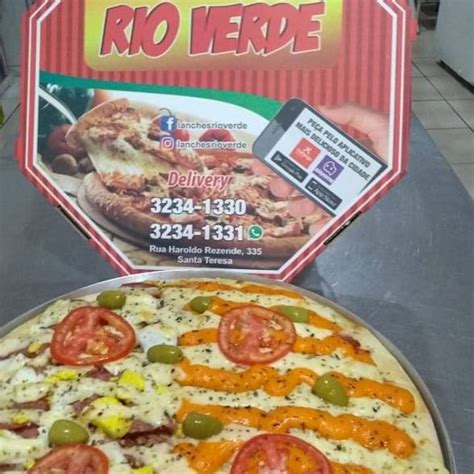 RIO VERDE
lanchesrioverde
lanchesrioverde
Delivery
3234-1330
3234-1331
Rua Haroldo Rezende, 335
Santa Teresa
PEÇA PELO APLICATIVO
MAIS DELICIOSO DA CIDADE